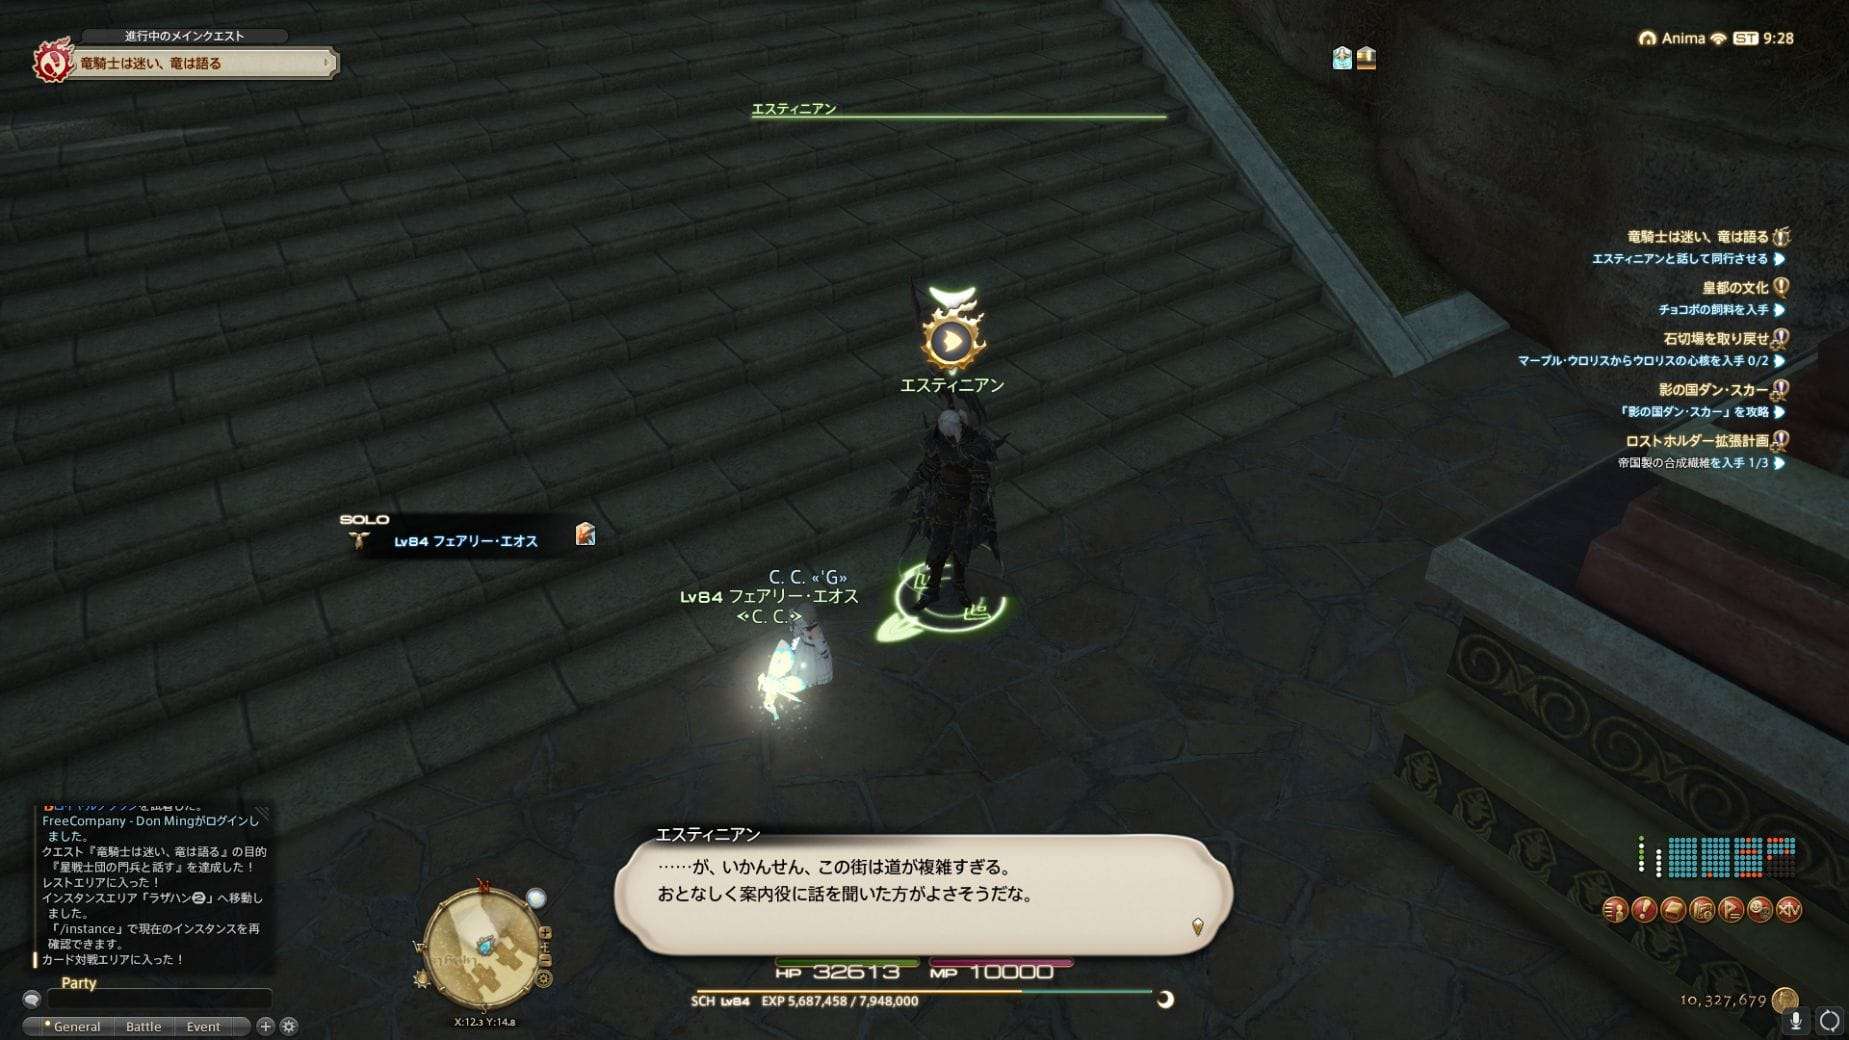 進行中のメインクエスト
竜騎士は迷い、竜は語る
Anima ST 9:28
エスティニアン
竜騎士は迷い、竜は語る
エスティニアンと話して同行させる
皇都の文化
チョコボの飼料を入手
石切場を取り戻せ
マーブル・ウロリスからウロリスの心核を入手 0/2
影の国ダン・スカー
「影の国ダン・スカー」を攻略
ロストホルダー拡張計画
帝国製の合成繊維を入手 1/3
エスティニアン
SOLO
Lv84 フェアリー・エオス
C. C. «'G»
Lv84 フェアリー・エオス
<C. C.>
FreeCompany - Don Mingがログインし
ました。
クエスト『竜騎士は迷い、竜は語る』の目的
『星戦士団の門兵と話す』を達成した！
レストエリアに入った！
インスタンスエリア「ラザハン②」へ移動し
ました。
「/instance」で現在のインスタンスを再
確認できます。
カード対戦エリアに入った！
Party
General Battle Event
N
X:12.3 Y:14.8
エスティニアン
……が、いかんせん、この街は道が複雑すぎる。
おとなしく案内役に話を聞いた方がよさそうだな。
HP 32613 MP 10000
SCH Lv84 EXP 5,687,458 / 7,948,000
XIV
10,327,679